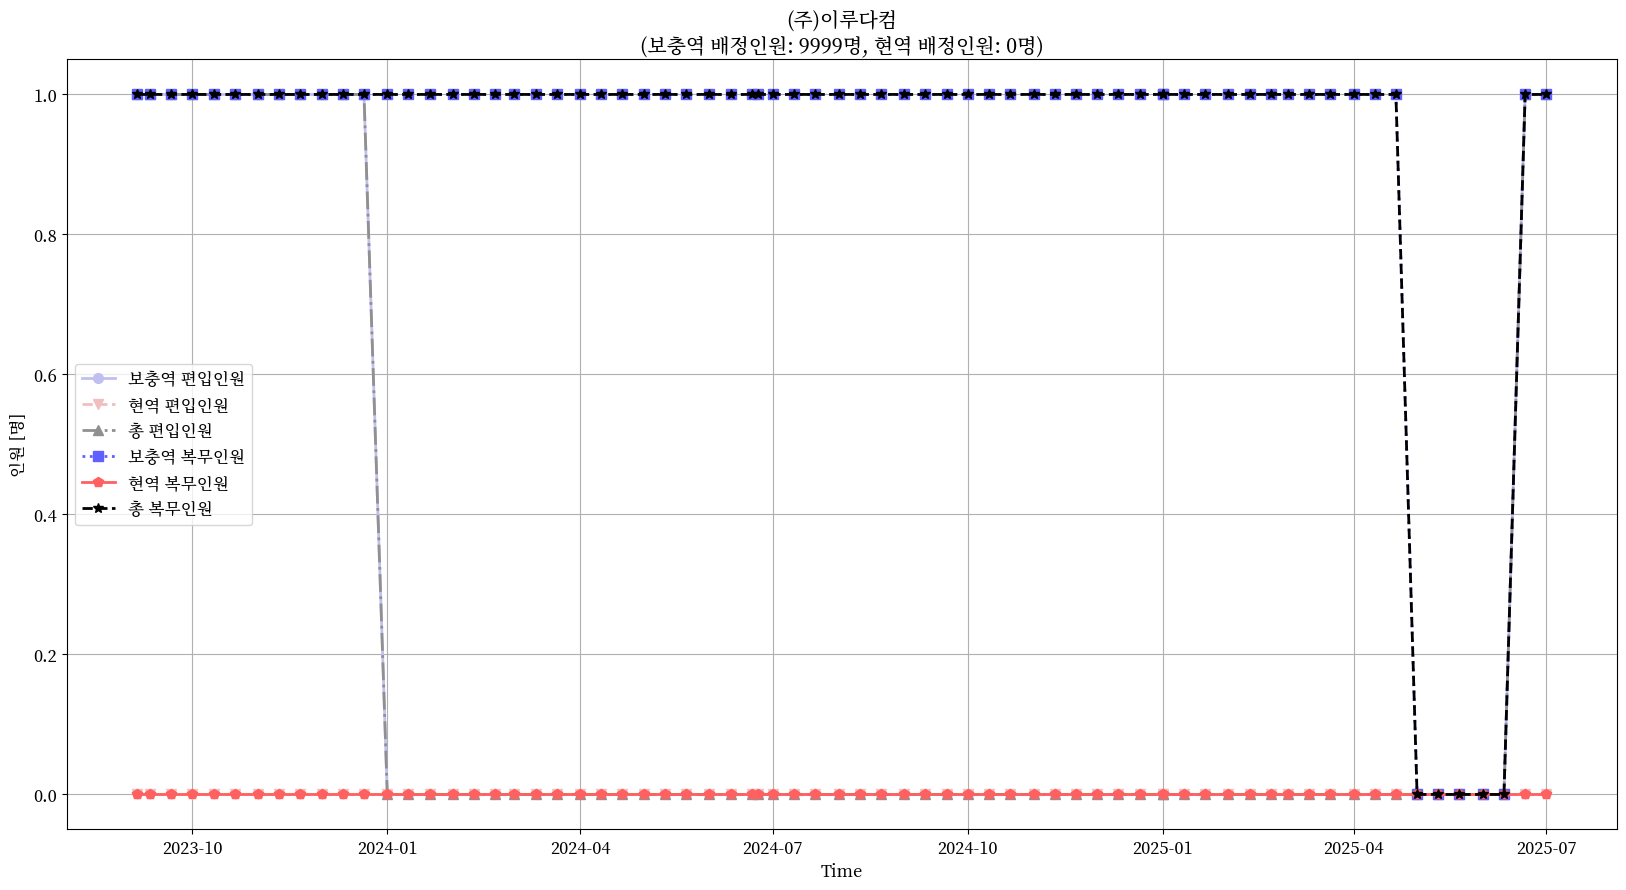 (주)이루다컴
(보충역 배정인원: 9999명, 현역 배정인원: 0명)
1.0
0.8
0.6
0.4
0.2
0.0
인원 [명]
보충역 편입인원
현역 편입인원
총 편입인원
보충역 복무인원
현역 복무인원
총 복무인원
2023-10
2024-01
2024-04
2024-07
2024-10
2025-01
2025-04
2025-07
Time